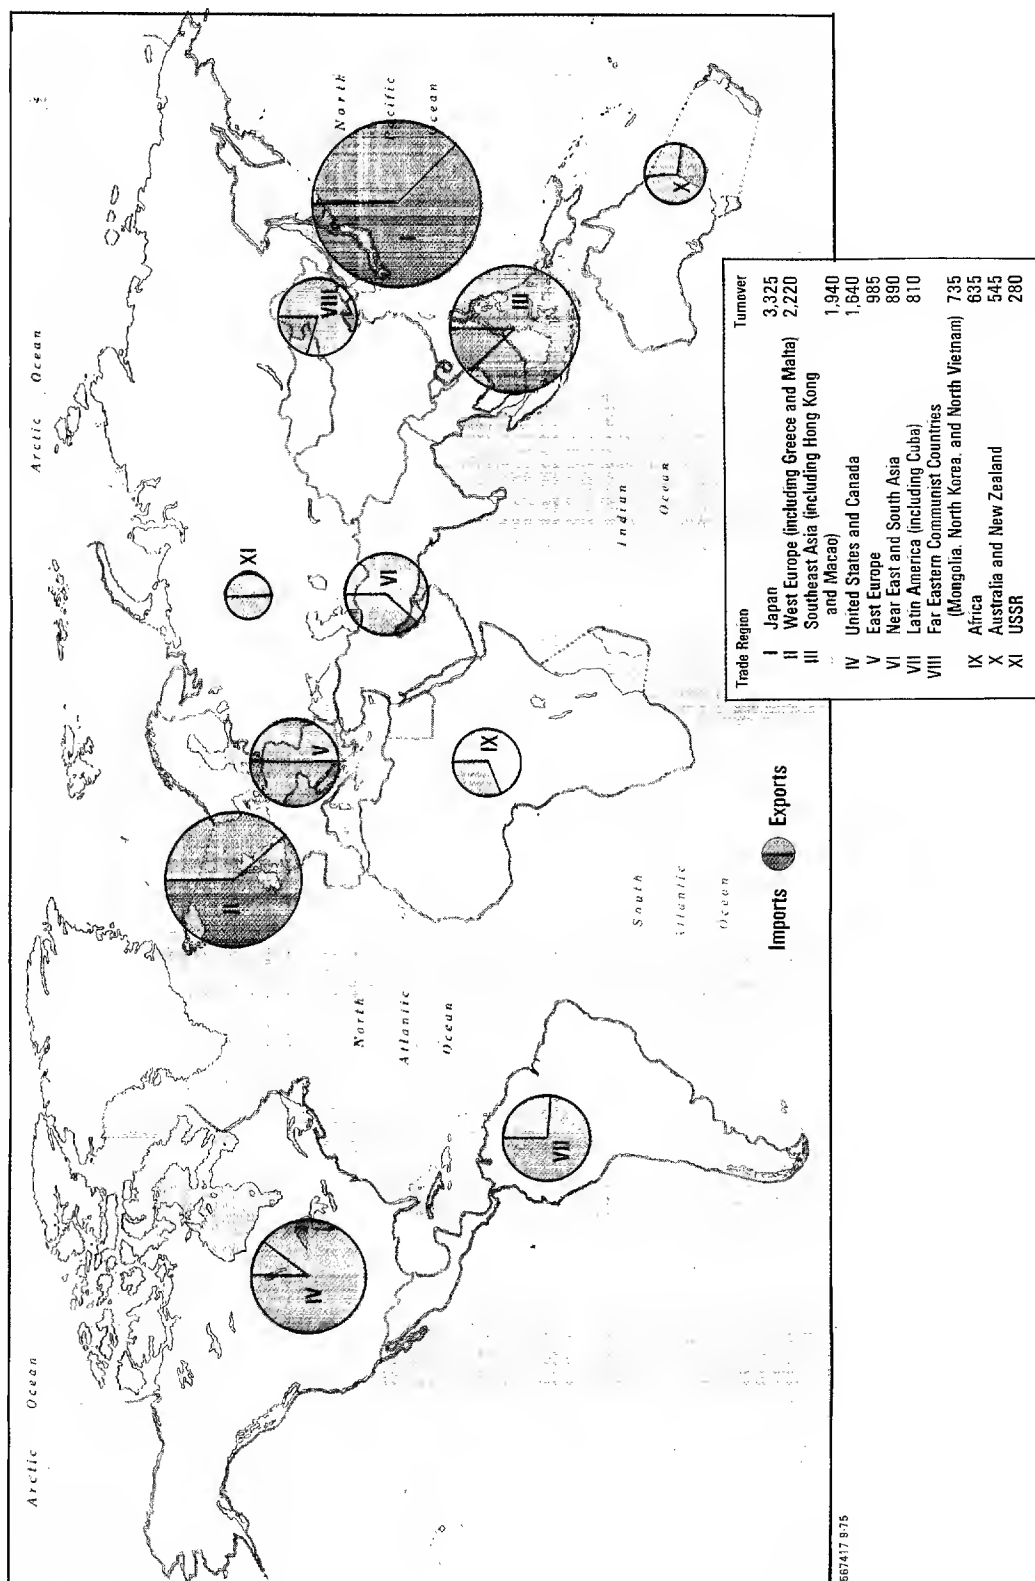 Arctic Ocean
Arctic Ocean
North
Pacific
Ocean
North
Atlantic
Ocean
South
Atlantic
Ocean
Indian
Ocean
I
II
III
IV
V
VI
VII
VIII
IX
X
XI
Imports Exports
Trade Region Turnover
I Japan 3,325
II West Europe (including Greece and Malta) 2,220
III Southeast Asia (including Hong Kong
and Macao) 1,940
IV United States and Canada 1,640
V East Europe 985
VI Near East and South Asia 890
VII Latin America (including Cuba) 810
VIII Far Eastern Communist Countries
(Mongolia, North Korea, and North Vietnam) 735
IX Africa 635
X Australia and New Zealand 545
XI USSR 280
567417 9-75